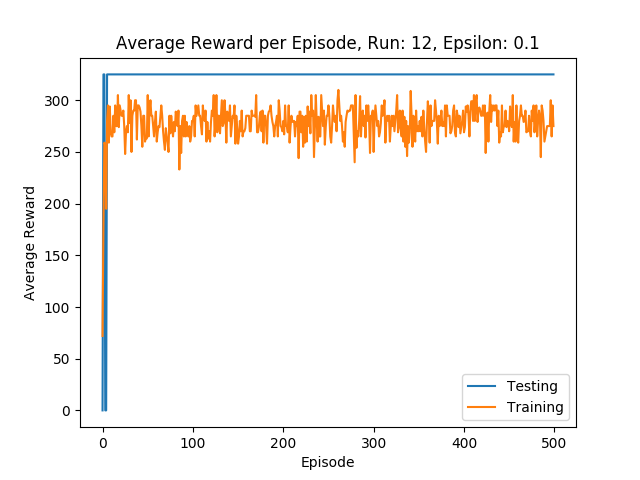 Average Reward per Episode, Run: 12, Epsilon: 0.1
Average Reward
300
250
200
150
100
50
0
0 100 200 300 400 500
Episode
Testing
Training